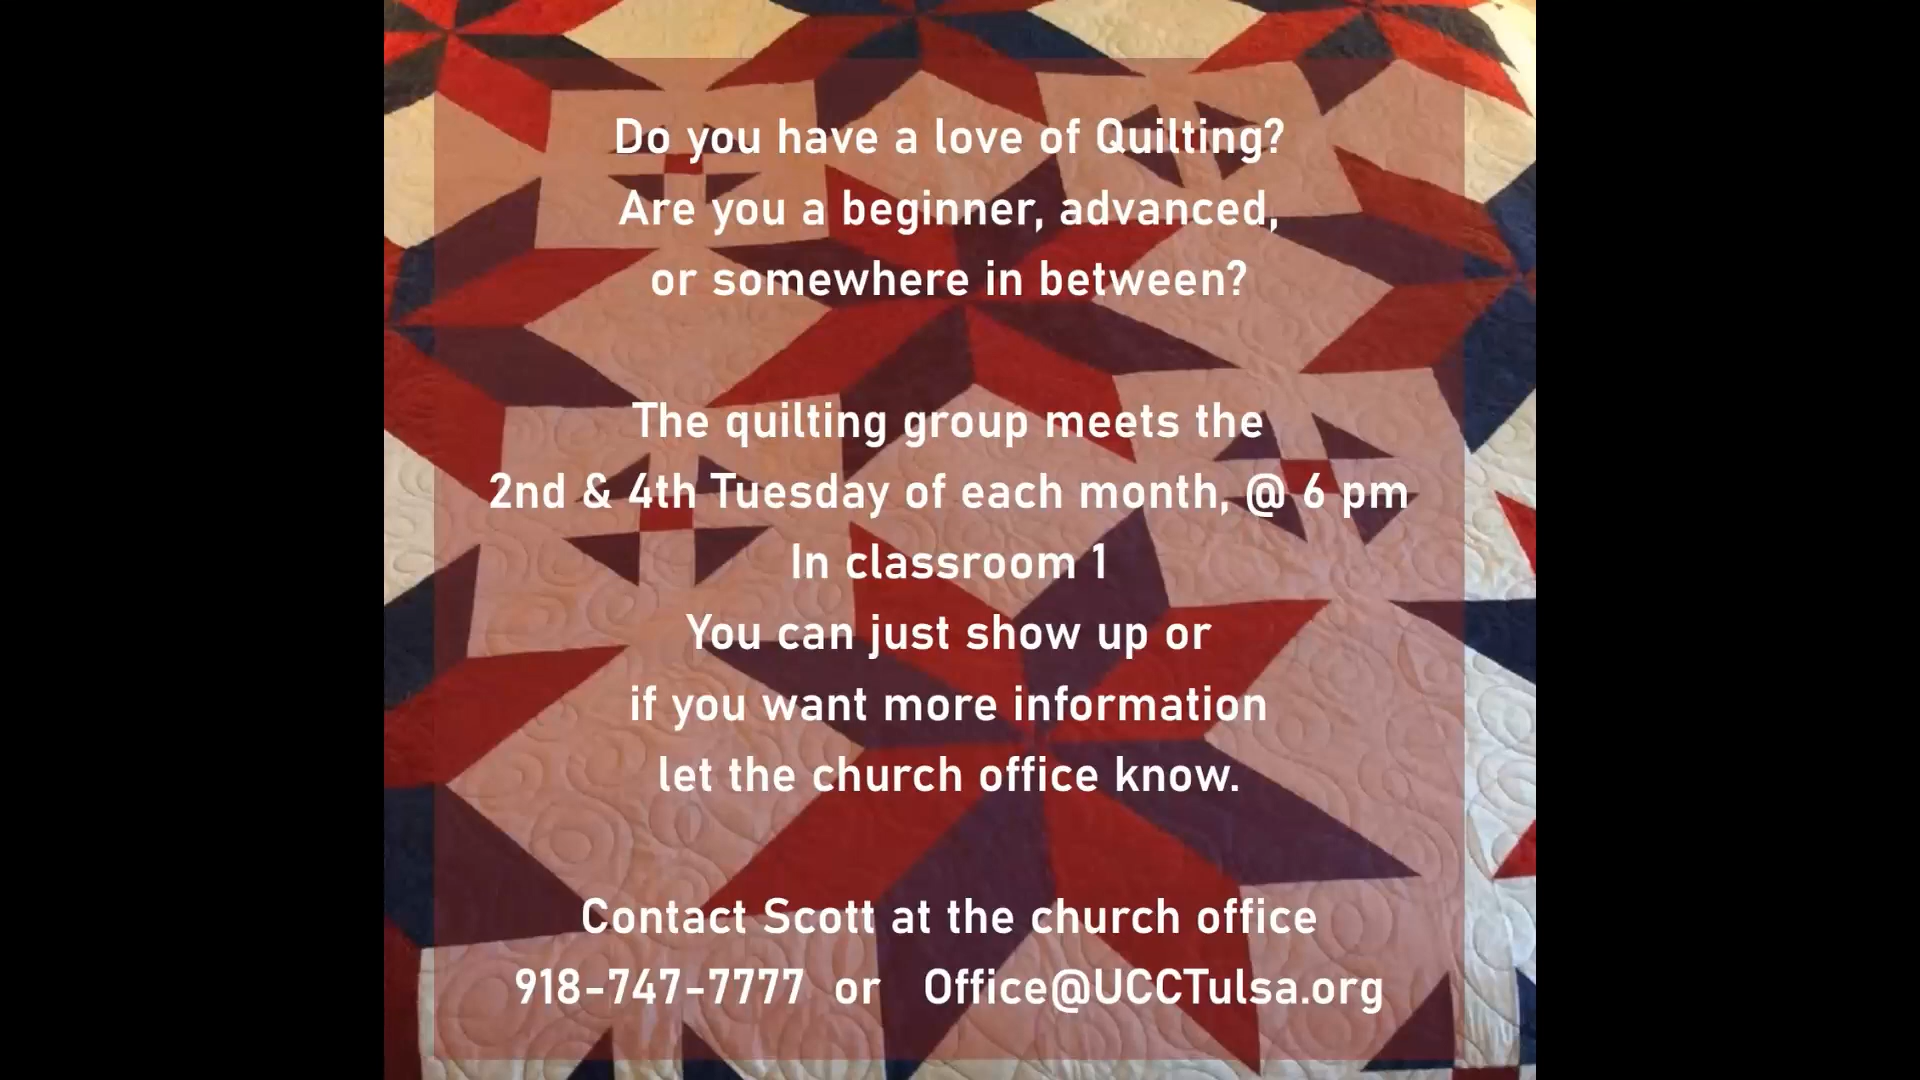 Do you have a love of Quilting?
Are you a beginner, advanced,
or somewhere in between?
The quilting group meets the
2nd & 4th Tuesday of each month, @ 6 pm
In classroom 1
You can just show up or
if you want more information
let the church office know.
Contact Scott at the church office
918-747-7777 or Office@UCCTulsa.org